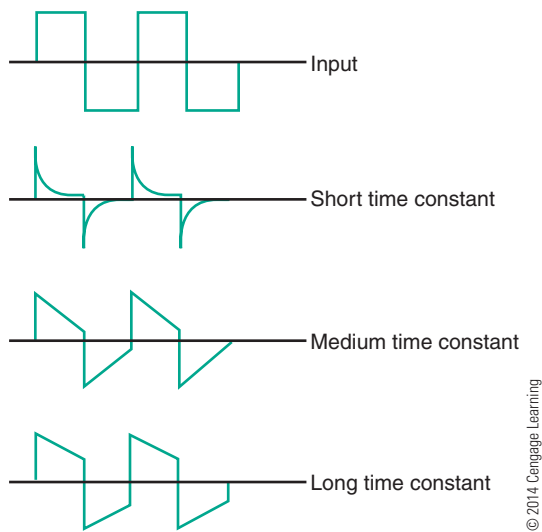 Input
Short time constant
Medium time constant
Long time constant
© 2014 Cengage Learning